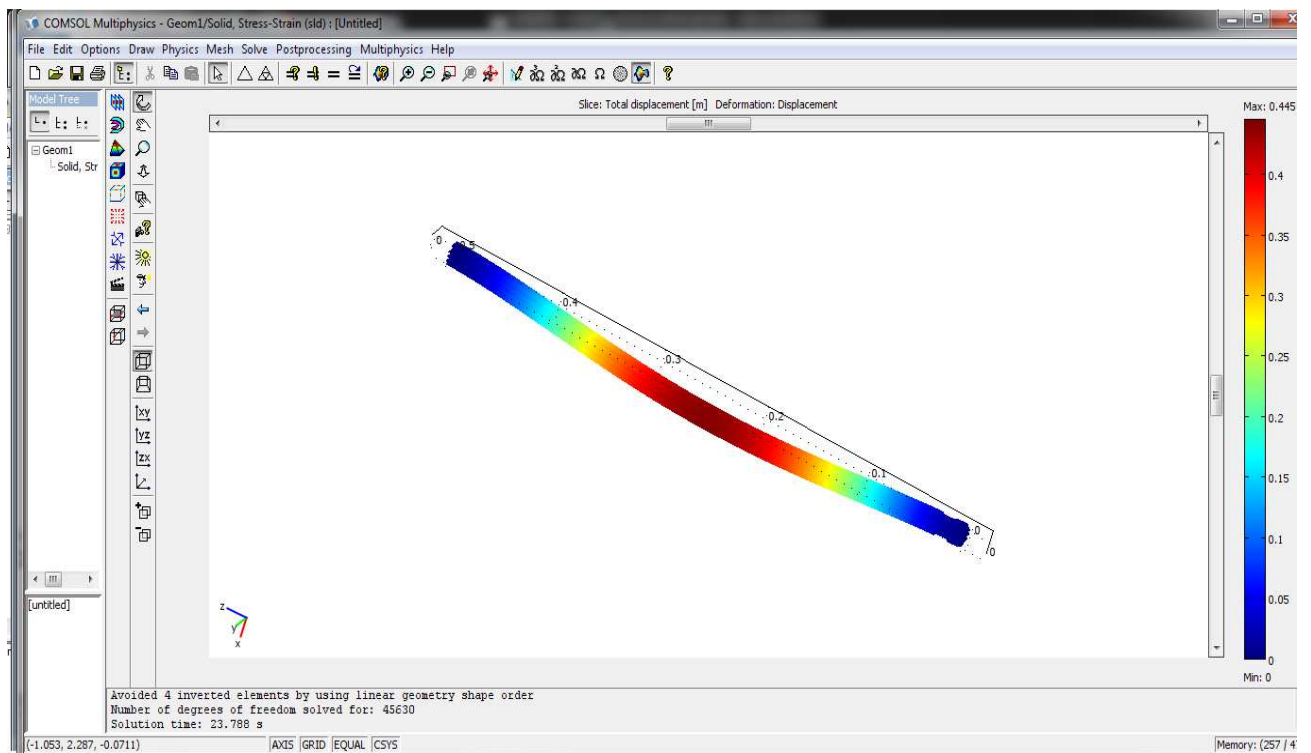 COMSOL Multiphysics - Geom1/Solid, Stress-Strain (sld) : [Untitled]
File Edit Options Draw Physics Mesh Solve Postprocessing Multiphysics Help
Model Tree
Geom1
Solid, Str
[untitled]
Slice: Total displacement [m] Deformation: Displacement
0
0.5
0.4
0.3
0.2
0.1
0
0
z
y
x
xy
yz
zx
Max: 0.445
0.4
0.35
0.3
0.25
0.2
0.15
0.1
0.05
0
Min: 0
Avoided 4 inverted elements by using linear geometry shape order
Number of degrees of freedom solved for: 45630
Solution time: 23.788 s
(-1.053, 2.287, -0.0711) AXIS GRID EQUAL CSYS Memory: (257 / 4